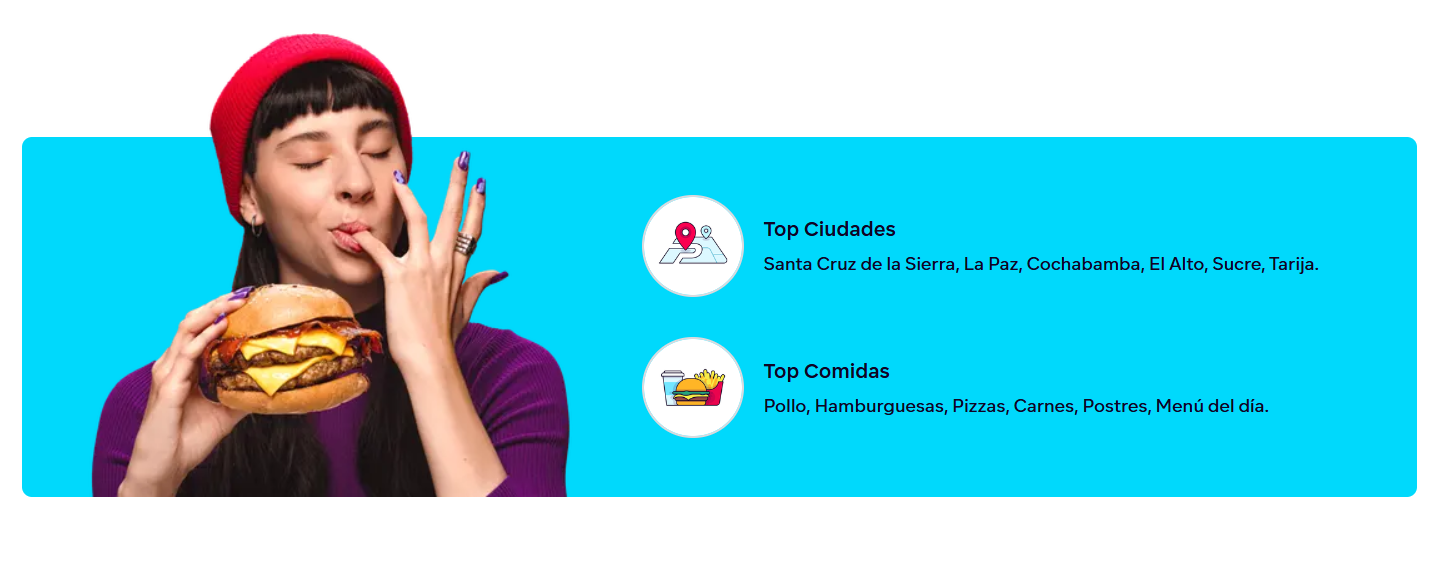 Top Ciudades
Santa Cruz de la Sierra, La Paz, Cochabamba, El Alto, Sucre, Tarija.
Top Comidas
Pollo, Hamburguesas, Pizzas, Carnes, Postres, Menú del día.